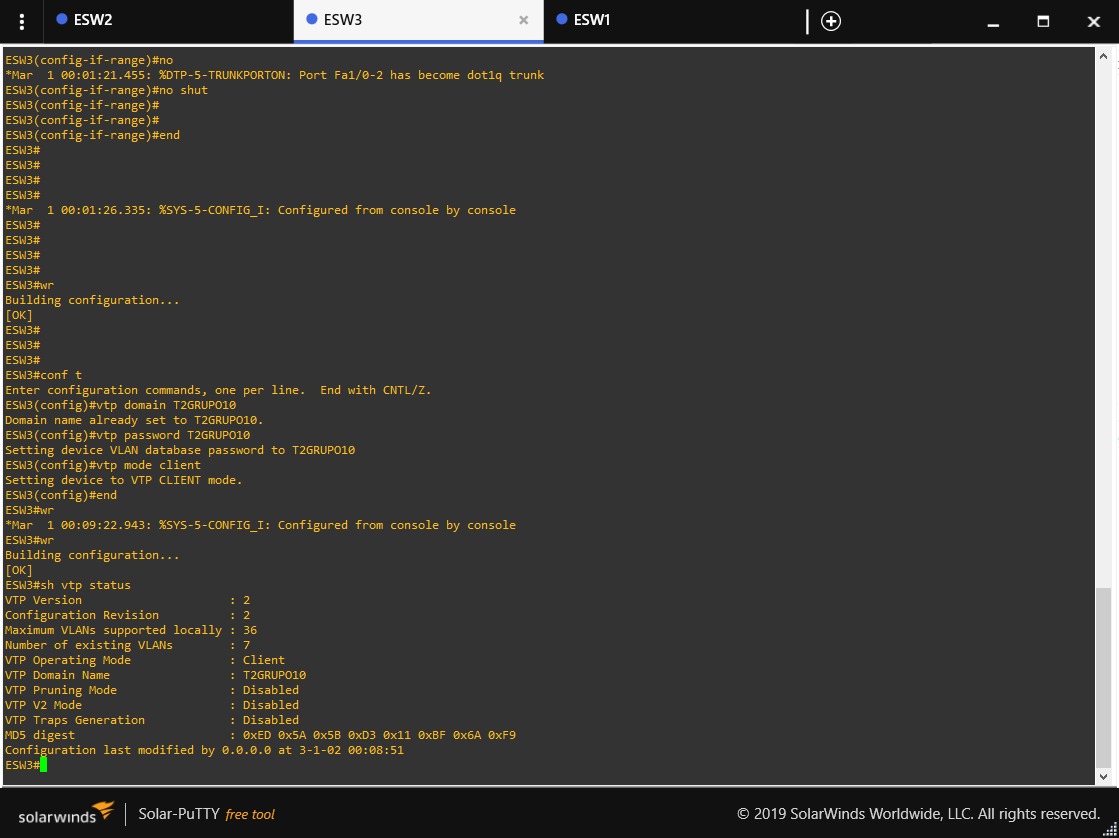 ESW2
ESW3
ESW1
ESW3(config-if-range)#no
*Mar  1 00:01:21.455: %DTP-5-TRUNKPORTON: Port Fa1/0-2 has become dot1q trunk
ESW3(config-if-range)#no shut
ESW3(config-if-range)#
ESW3(config-if-range)#
ESW3(config-if-range)#end
ESW3#
ESW3#
ESW3#
ESW3#
*Mar  1 00:01:26.335: %SYS-5-CONFIG_I: Configured from console by console
ESW3#
ESW3#
ESW3#
ESW3#
ESW3#wr
Building configuration...
[OK]
ESW3#
ESW3#
ESW3#
ESW3#conf t
Enter configuration commands, one per line.  End with CNTL/Z.
ESW3(config)#vtp domain T2GRUPO10
Domain name already set to T2GRUPO10.
ESW3(config)#vtp password T2GRUPO10
Setting device VLAN database password to T2GRUPO10
ESW3(config)#vtp mode client
Setting device to VTP CLIENT mode.
ESW3(config)#end
ESW3#wr
*Mar  1 00:09:22.943: %SYS-5-CONFIG_I: Configured from console by console
ESW3#wr
Building configuration...
[OK]
ESW3#sh vtp status
VTP Version                     : 2
Configuration Revision          : 2
Maximum VLANs supported locally : 36
Number of existing VLANs        : 7
VTP Operating Mode              : Client
VTP Domain Name                 : T2GRUPO10
VTP Pruning Mode                : Disabled
VTP V2 Mode                     : Disabled
VTP Traps Generation            : Disabled
MD5 digest                      : 0xED 0x5A 0x5B 0xD3 0x11 0xBF 0x6A 0xF9
Configuration last modified by 0.0.0.0 at 3-1-02 00:08:51
ESW3#
solarwinds Solar-PuTTY free tool © 2019 SolarWinds Worldwide, LLC. All rights reserved.